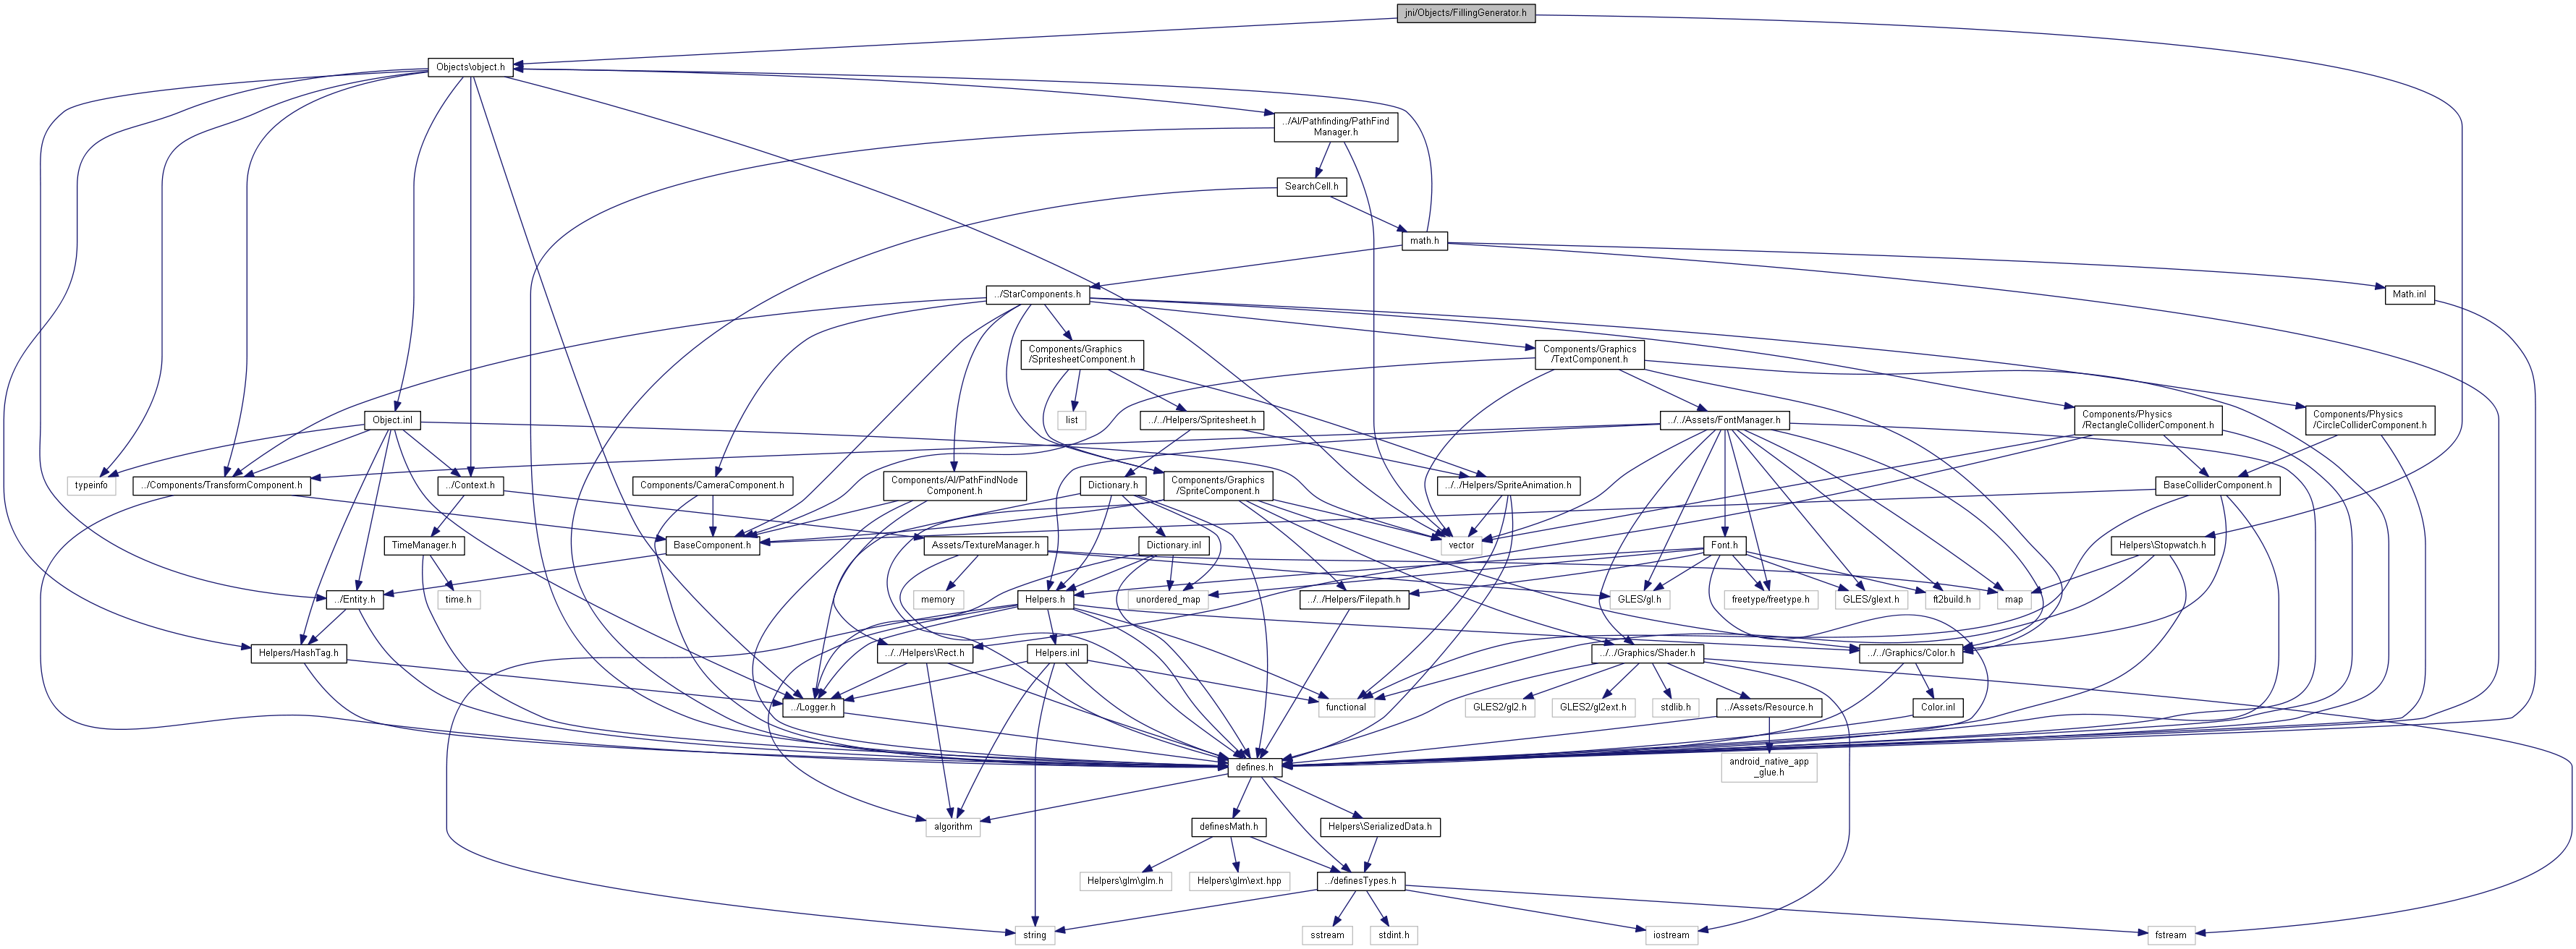 jni/Objects/FillingGenerator.h
Objects\object.h
../AI/Pathfinding/PathFind
Manager.h
SearchCell.h
math.h
../StarComponents.h
Math.inl
Components/Graphics
/SpritesheetComponent.h
Components/Graphics
/TextComponent.h
Object.inl
list
../../Helpers/Spritesheet.h
../../Assets/FontManager.h
Components/Physics
/RectangleColliderComponent.h
Components/Physics
/CircleColliderComponent.h
typeinfo
../Components/TransformComponent.h
../Context.h
Components/CameraComponent.h
Components/AI/PathFindNode
Component.h
Dictionary.h
Components/Graphics
/SpriteComponent.h
../../Helpers/SpriteAnimation.h
BaseColliderComponent.h
TimeManager.h
BaseComponent.h
Assets/TextureManager.h
Dictionary.inl
vector
Font.h
Helpers\Stopwatch.h
../Entity.h
time.h
memory
Helpers.h
unordered_map
../../Helpers/Filepath.h
GLES/gl.h
freetype/freetype.h
GLES/glext.h
ft2build.h
map
Helpers/HashTag.h
../../Helpers\Rect.h
Helpers.inl
../../Graphics/Shader.h
../../Graphics/Color.h
../Logger.h
functional
GLES2/gl2.h
GLES2/gl2ext.h
stdlib.h
../Assets/Resource.h
Color.inl
defines.h
android_native_app
_glue.h
algorithm
definesMath.h
Helpers\SerializedData.h
Helpers\glm\glm.h
Helpers\glm\ext.hpp
../definesTypes.h
string
sstream
stdint.h
iostream
fstream